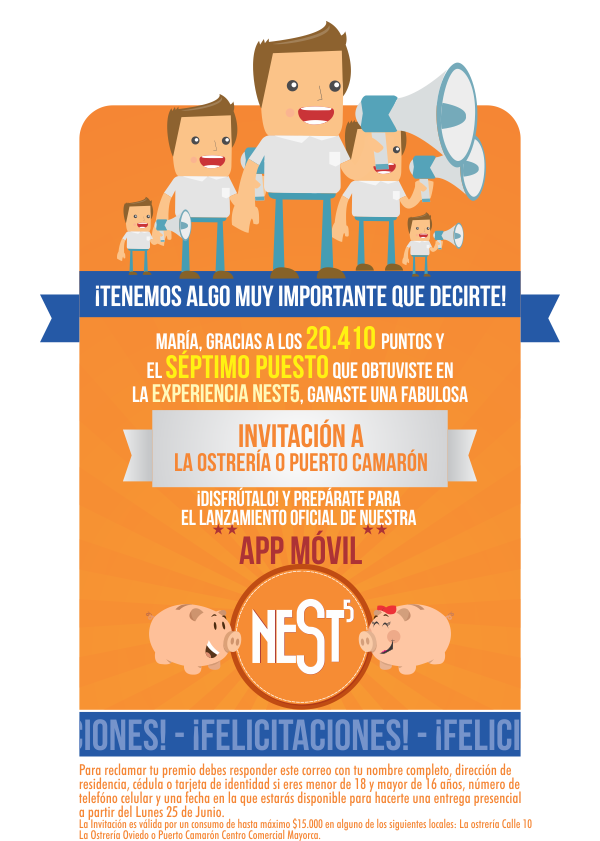 ¡TENEMOS ALGO MUY IMPORTANTE QUE DECIRTE!
MARÍA, GRACIAS A LOS 20.410 PUNTOS Y
EL SÉPTIMO PUESTO QUE OBTUVISTE EN
LA EXPERIENCIA NEST5, GANASTE UNA FABULOSA
INVITACIÓN A
LA OSTRERÍA O PUERTO CAMARÓN
¡DISFRÚTALO! Y PREPÁRATE PARA
EL LANZAMIENTO OFICIAL DE NUESTRA
APP MÓVIL
NEST5
CIONES! - ¡FELICITACIONES! - ¡FELICI
Para reclamar tu premio debes responder este correo con tu nombre completo, dirección de
residencia, cédula o tarjeta de identidad si eres menor de 18 y mayor de 16 años, número de
telefóno celular y una fecha en la que estarás disponible para hacerte una entrega presencial
a partir del Lunes 25 de Junio.
La Invitación es válida por un consumo de hasta máximo $15.000 en alguno de los siguientes locales: La ostreria Calle 10
La Ostrería Oviedo o Puerto Camarón Centro Comercial Mayorca.